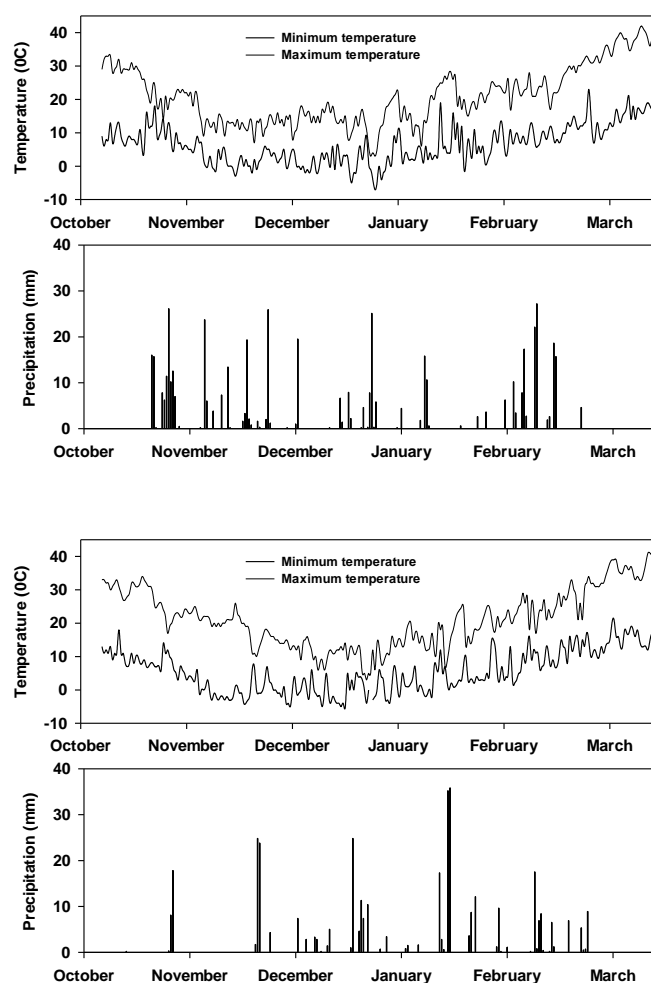 40
30
20
10
0
-10
Temperature (0C)
Minimum temperature
Maximum temperature
October November December January February March
40
30
20
10
0
Precipitation (mm)
October November December January February March
40
30
20
10
0
-10
Temperature (0C)
Minimum temperature
Maximum temperature
October November December January February March
40
30
20
10
0
Precipitation (mm)
October November December January February March